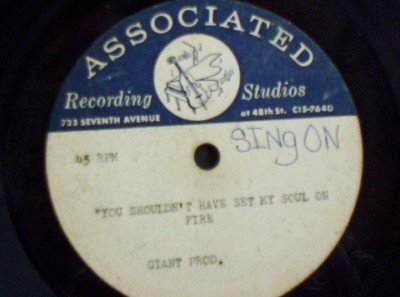 ASSOCIATED
Recording Studios
723 SEVENTH AVENUE at 48th St. CI5-7640
SING ON
45 RPM
"YOU SHOULDN'T HAVE SET MY SOUL ON
FIRE
GIANT PROD.